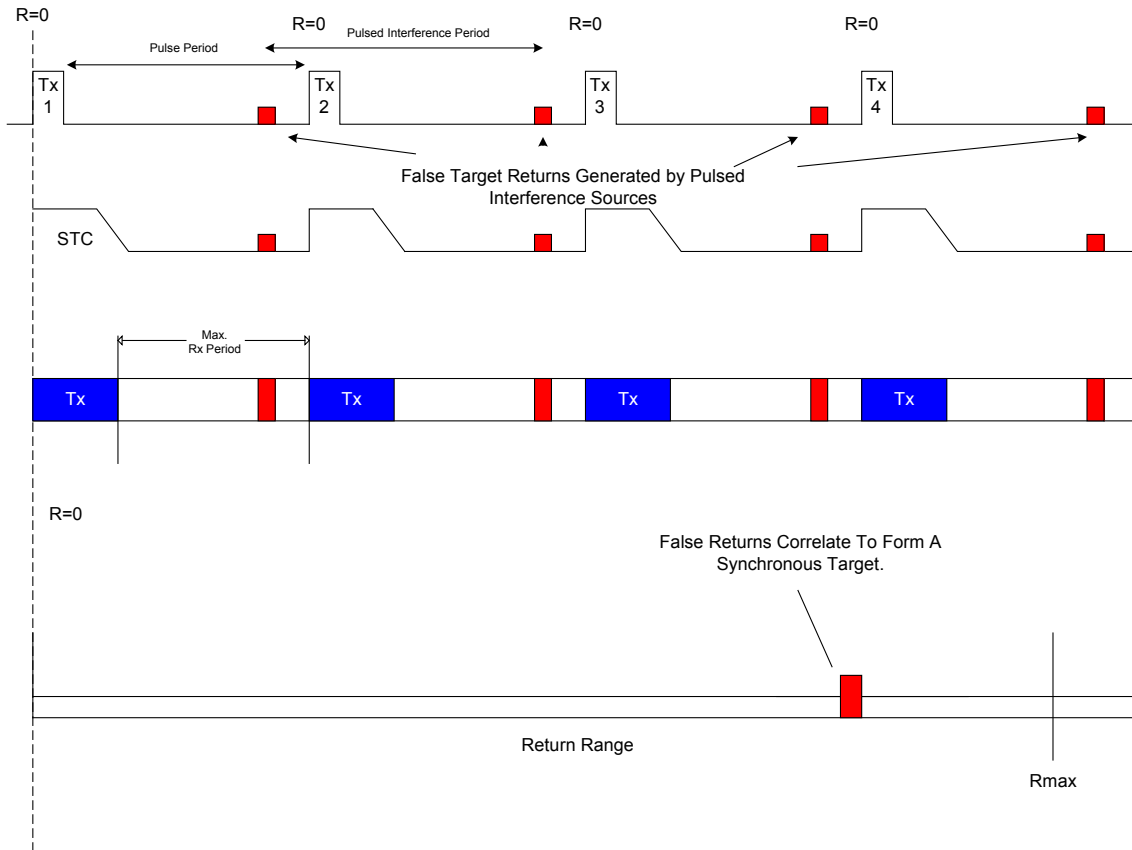 R=0
R=0
R=0
R=0
Pulse Period
Pulsed Interference Period
Tx
1
Tx
2
Tx
3
Tx
4
False Target Returns Generated by Pulsed
Interference Sources
STC
Max.
Rx Period
Tx
Tx
Tx
Tx
R=0
False Returns Correlate To Form A
Synchronous Target.
Return Range
Rmax